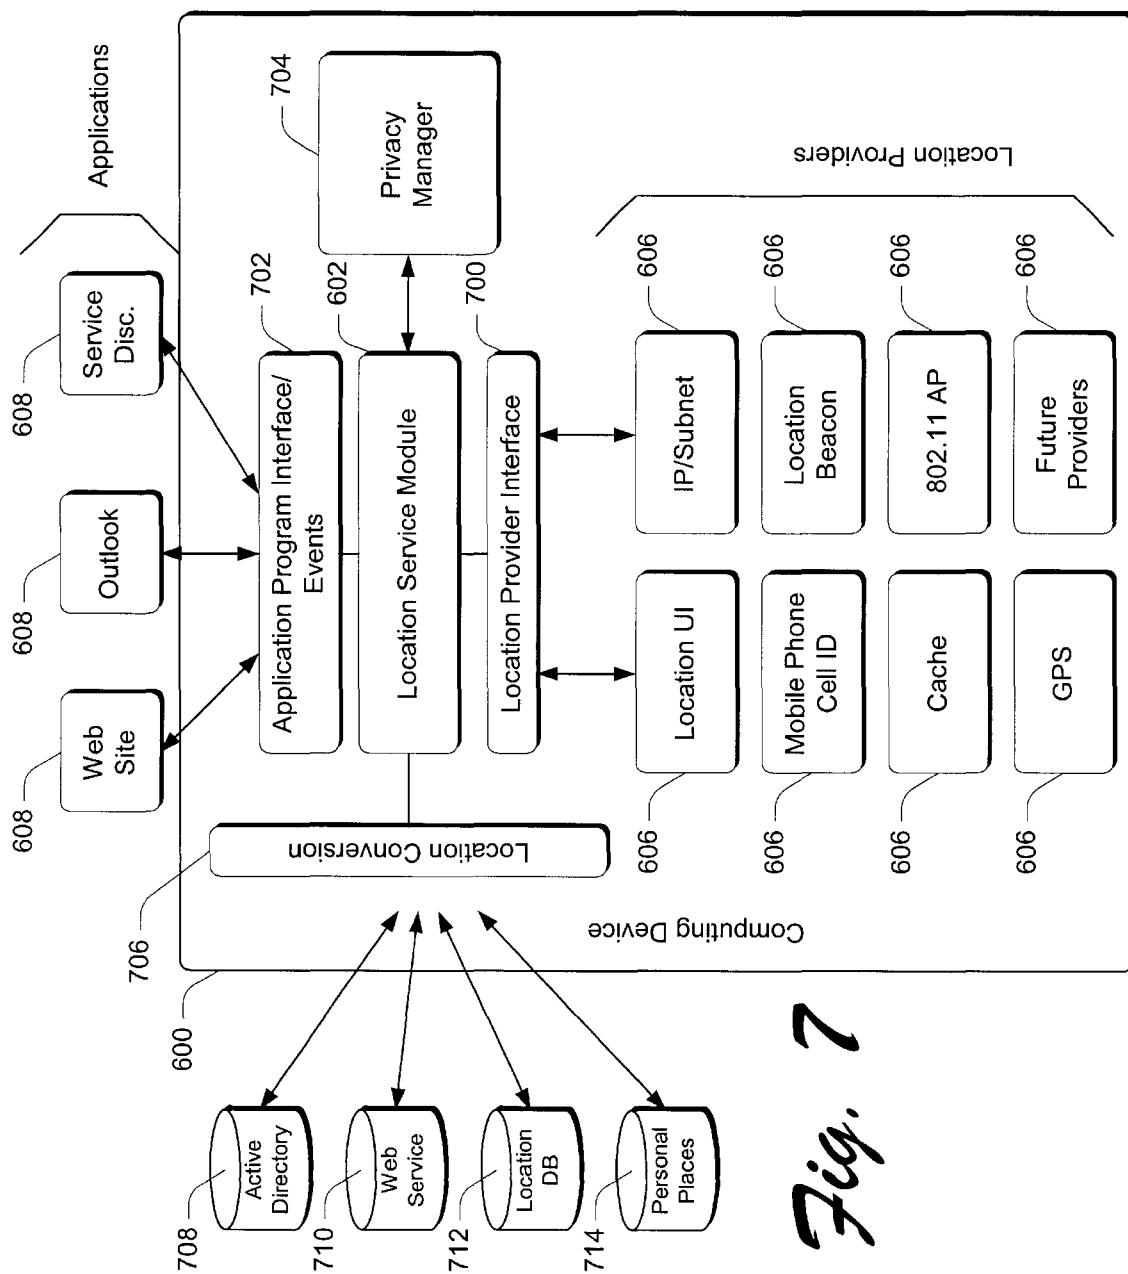 Applications
608
Web
Site
608
Outlook
608
Service
Disc.
702
Application Program Interface/
Events
602
Location Service Module
704
Privacy
Manager
700
Location Provider Interface
706
Location Conversion
600
Computing Device
708
Active
Directory
710
Web
Service
712
Location
DB
714
Personal
Places
Location Providers
606
Location UI
606
IP/Subnet
606
Mobile Phone
Cell ID
606
Location
Beacon
606
Cache
606
802.11 AP
606
GPS
606
Future
Providers
Fig. 7